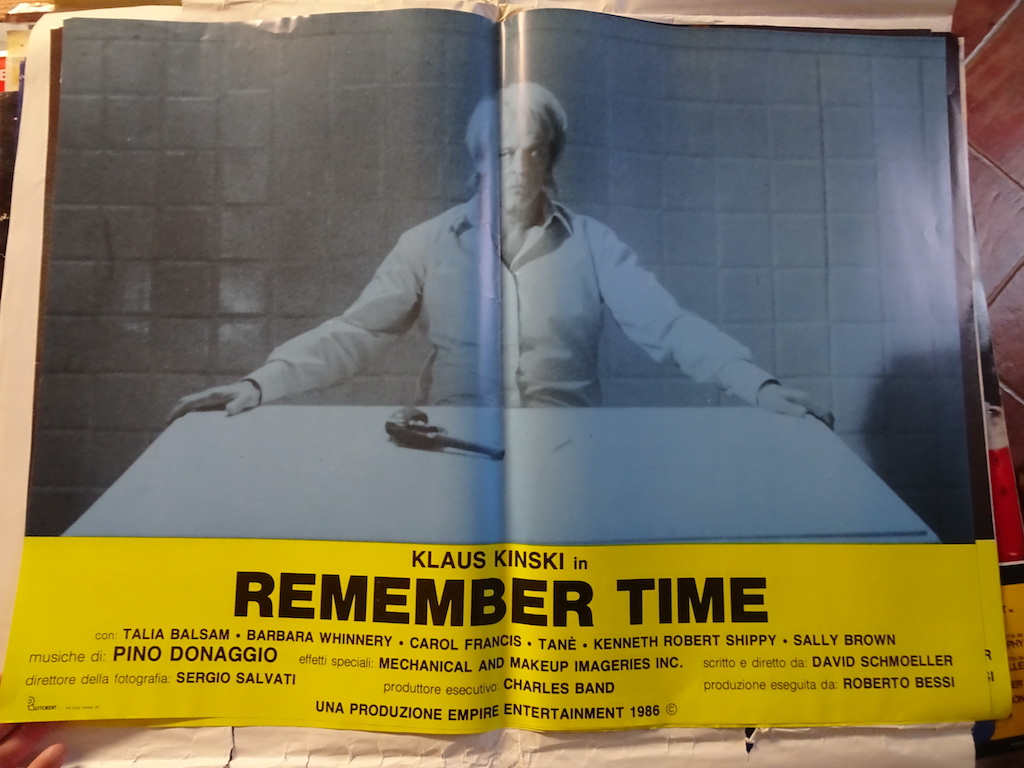 KLAUS KINSKI in
REMEMBER TIME
con: TALIA BALSAM • BARBARA WHINNERY • CAROL FRANCIS • TANÈ • KENNETH ROBERT SHIPPY • SALLY BROWN
musiche di: PINO DONAGGIO effetti speciali: MECHANICAL AND MAKEUP IMAGERIES INC. scritto e diretto da: DAVID SCHMOELLER
direttore della fotografia: SERGIO SALVATI produttore esecutivo: CHARLES BAND produzione eseguita da: ROBERTO BESSI
UNA PRODUZIONE EMPIRE ENTERTAINMENT 1986 ©